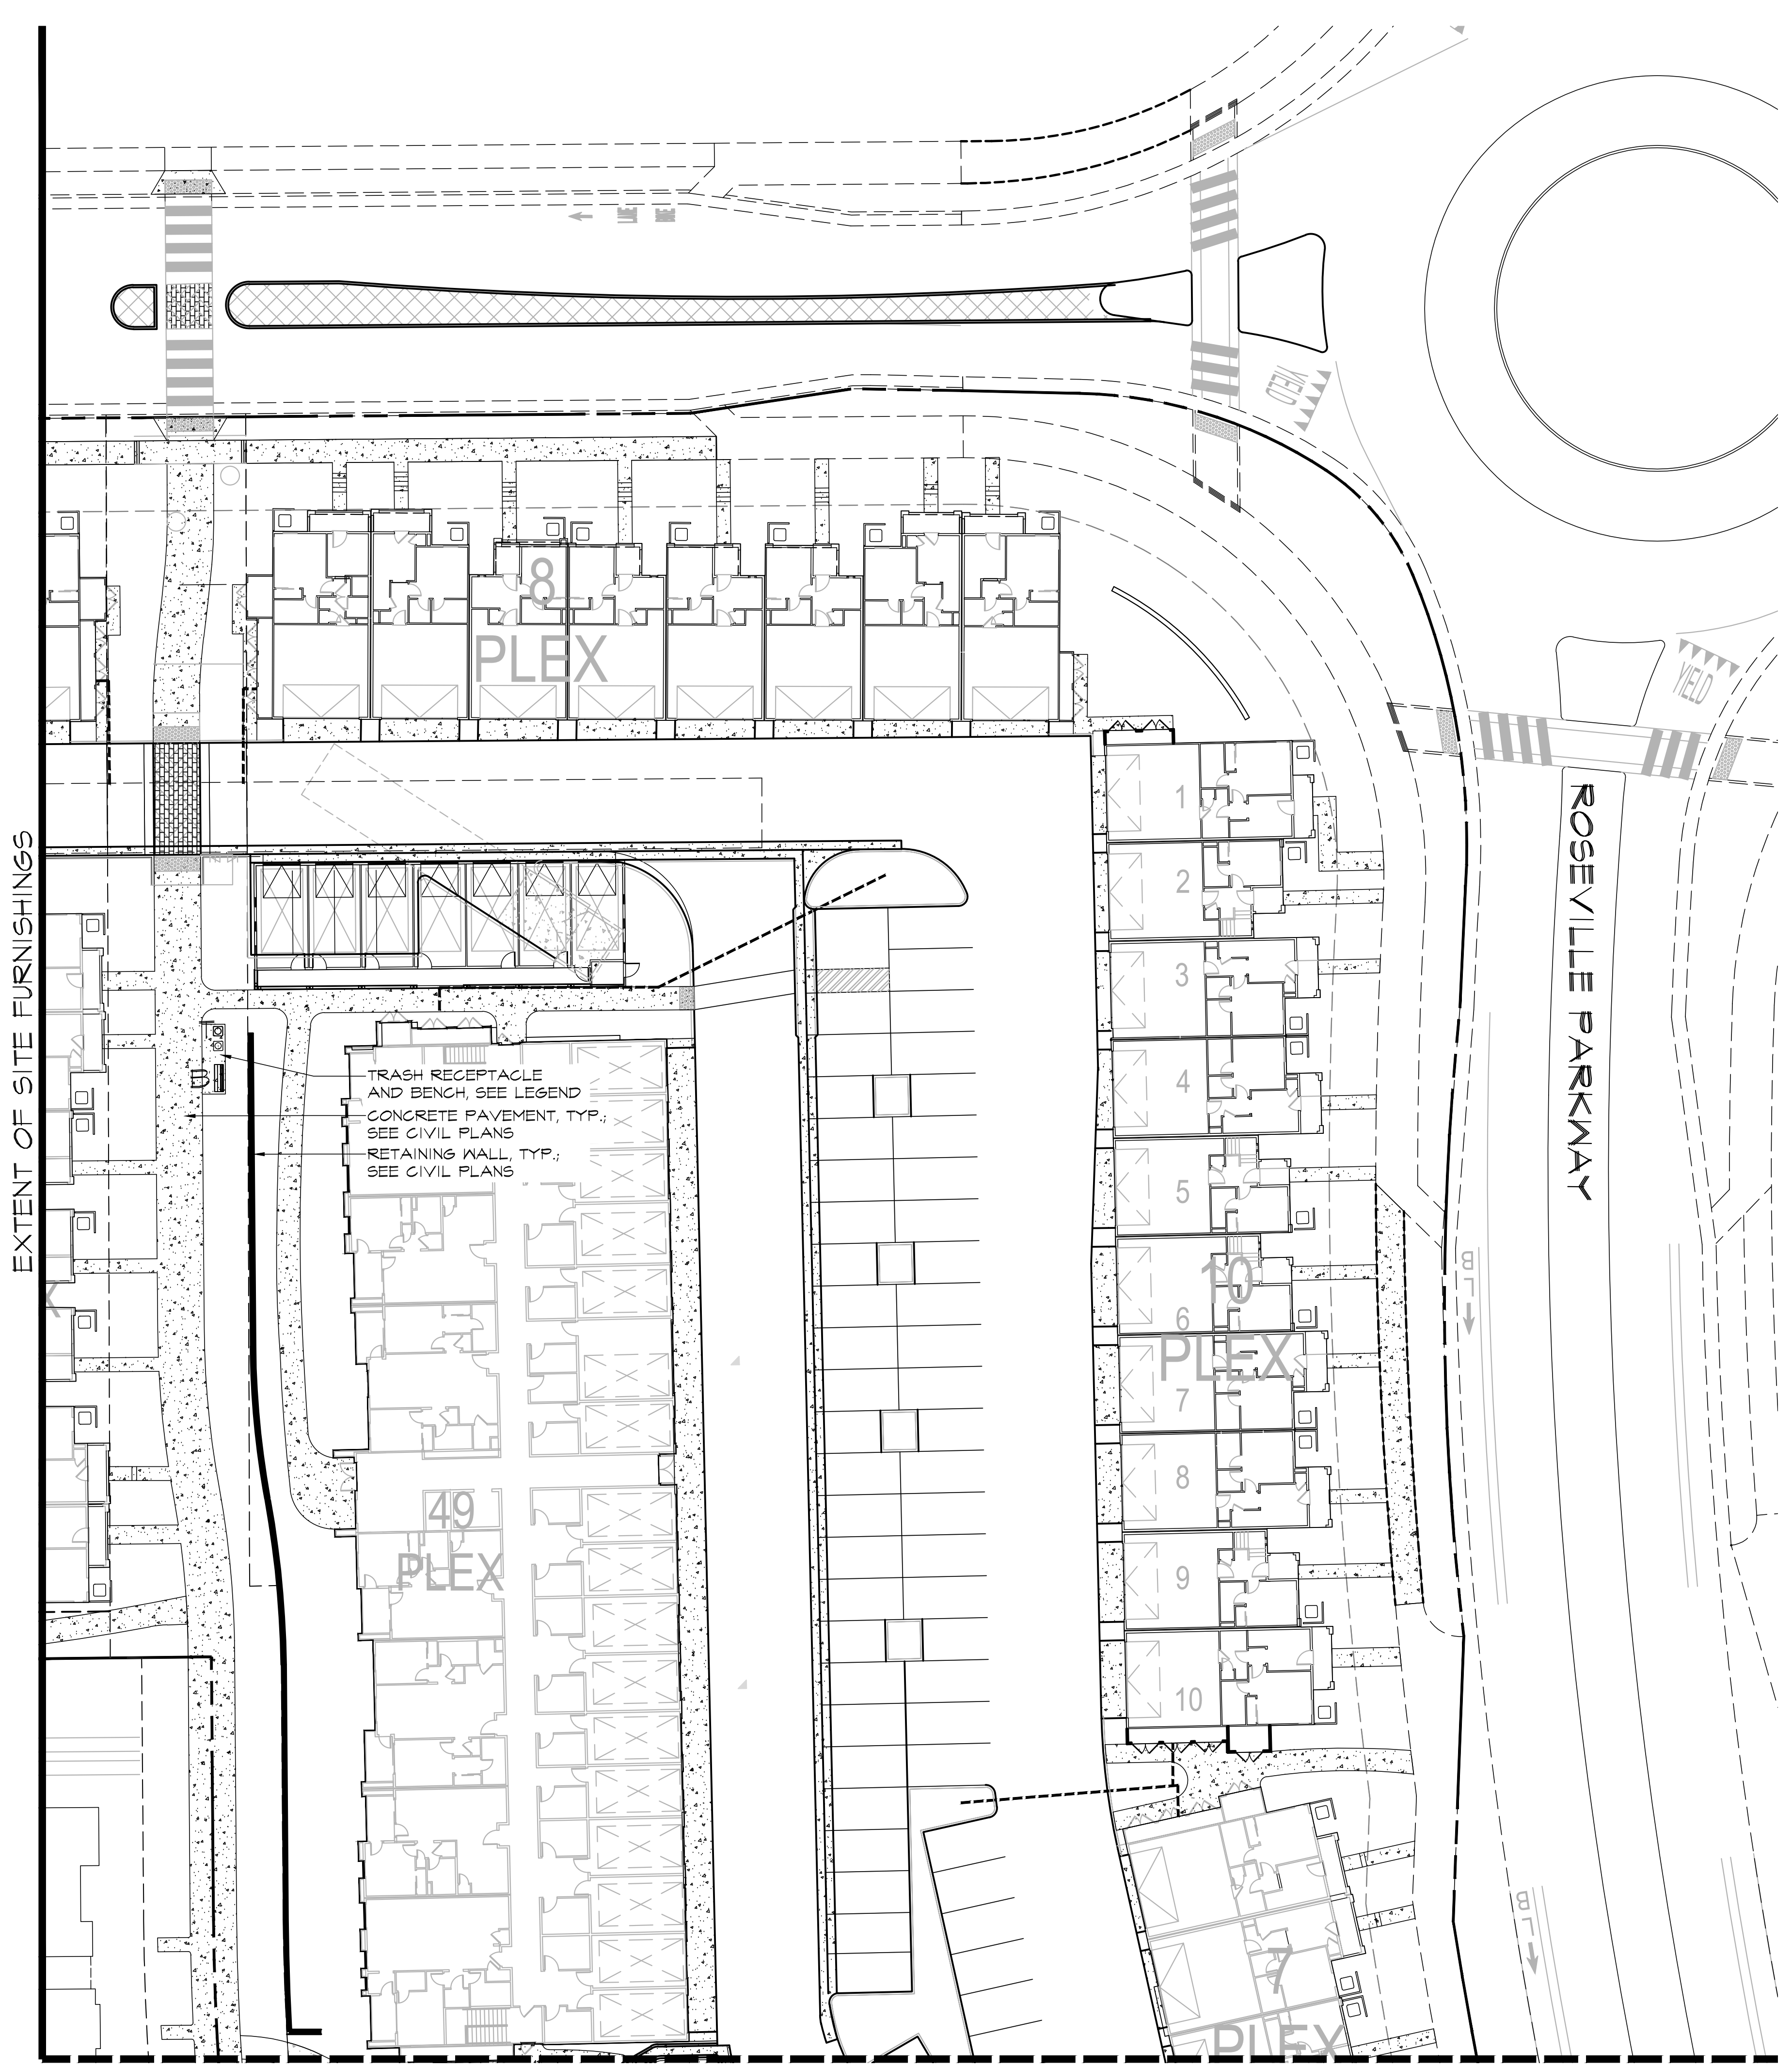 YIELD
8
PLEX
YIELD
ROSEVILLE PARKWAY
EXTENT OF SITE FURNISHINGS
1
2
3
4
5
6
7
8
9
10
10
PLEX
TRASH RECEPTACLE
AND BENCH, SEE LEGEND
CONCRETE PAVEMENT, TYP.;
SEE CIVIL PLANS
RETAINING WALL, TYP.;
SEE CIVIL PLANS
X
49
PLEX
7
PLEX